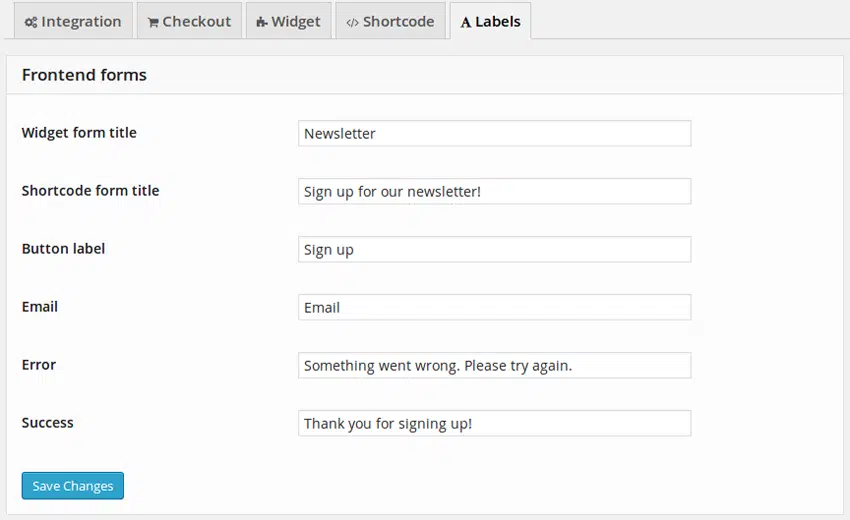 Integration Checkout Widget Shortcode Labels
Frontend forms
Widget form title Newsletter
Shortcode form title Sign up for our newsletter!
Button label Sign up
Email Email
Error Something went wrong. Please try again.
Success Thank you for signing up!
Save Changes